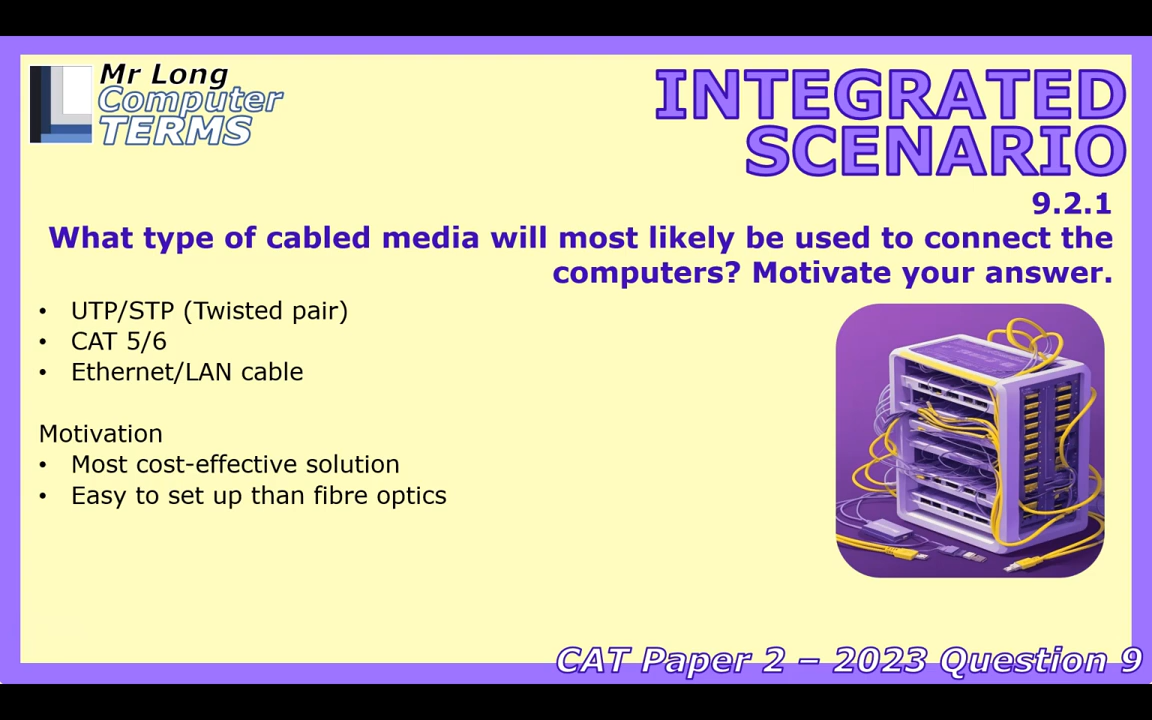 Mr Long
Computer
TERMS
INTEGRATED
SCENARIO
9.2.1
What type of cabled media will most likely be used to connect the
computers? Motivate your answer.
• UTP/STP (Twisted pair)
• CAT 5/6
• Ethernet/LAN cable
Motivation
• Most cost-effective solution
• Easy to set up than fibre optics
CAT Paper 2 – 2023 Question 9